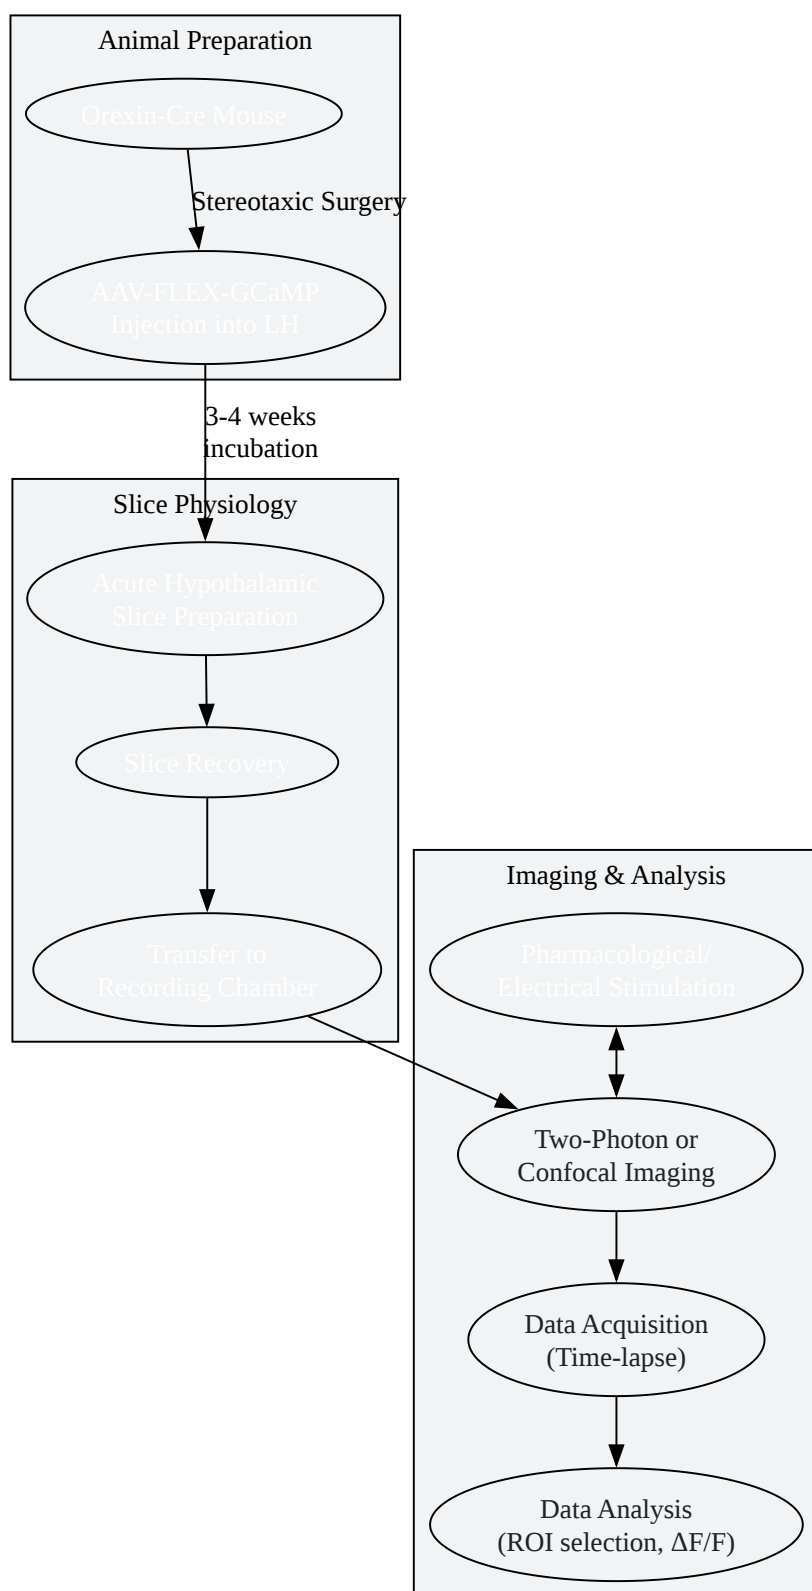 Animal Preparation
Orexin-Cre Mouse
Stereotaxic Surgery
AAV-FLEX-GCaMP
Injection into LH
3-4 weeks
incubation
Slice Physiology
Acute Hypothalamic
Slice Preparation
Slice Recovery
Transfer to
Recording Chamber
Imaging & Analysis
Pharmacological/
Electrical Stimulation
Two-Photon or
Confocal Imaging
Data Acquisition
(Time-lapse)
Data Analysis
(ROI selection, ΔF/F)